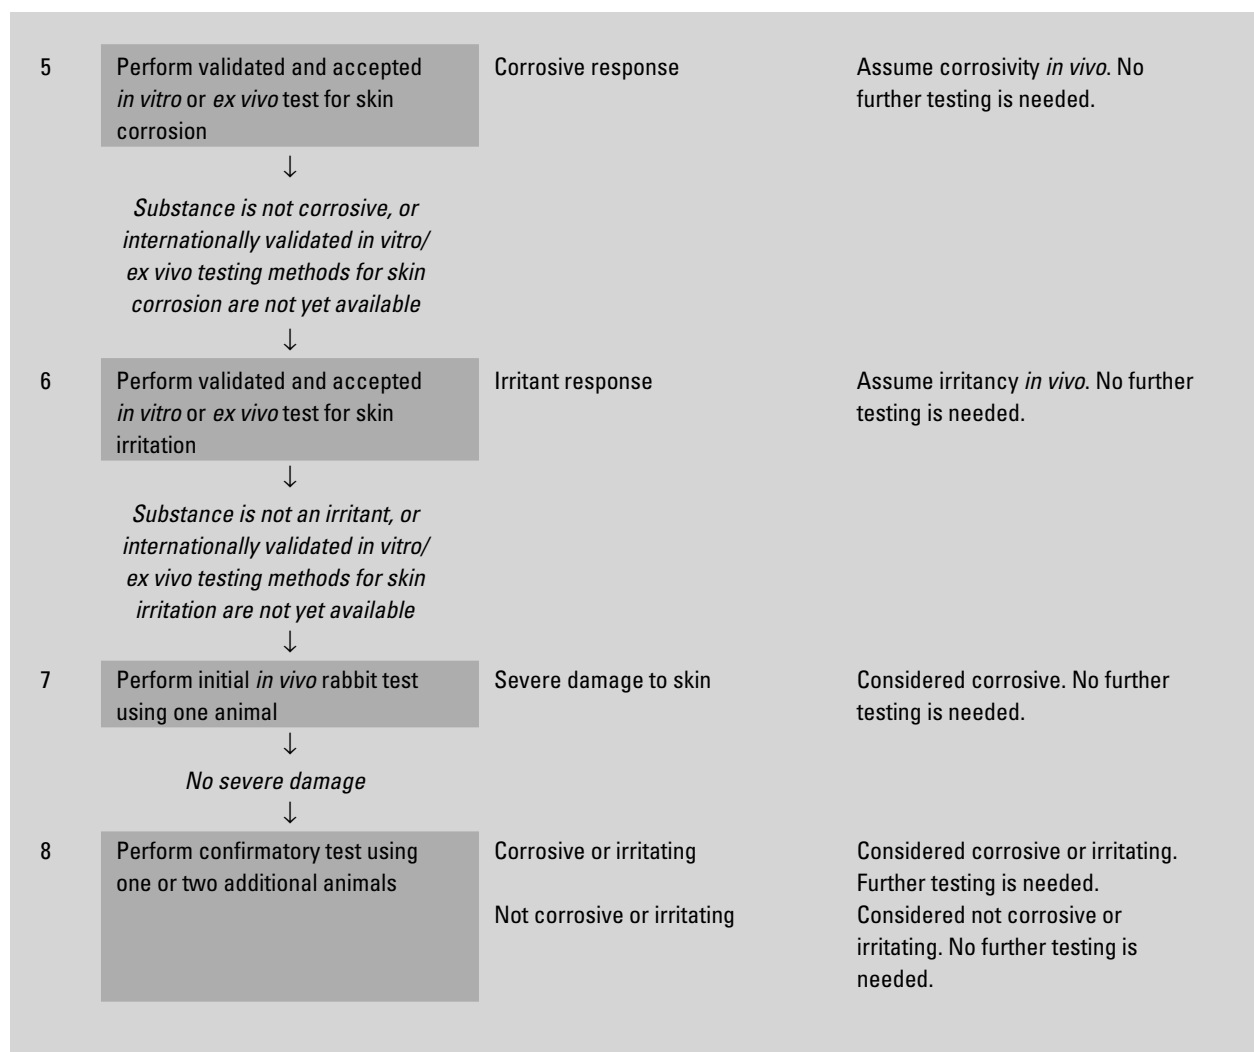 5
Perform validated and accepted
in vitro or ex vivo test for skin
corrosion
Corrosive response
Assume corrosivity in vivo. No
further testing is needed.
↓
Substance is not corrosive, or
internationally validated in vitro/
ex vivo testing methods for skin
corrosion are not yet available
↓
6
Perform validated and accepted
in vitro or ex vivo test for skin
irritation
Irritant response
Assume irritancy in vivo. No further
testing is needed.
↓
Substance is not an irritant, or
internationally validated in vitro/
ex vivo testing methods for skin
irritation are not yet available
↓
7
Perform initial in vivo rabbit test
using one animal
Severe damage to skin
Considered corrosive. No further
testing is needed.
↓
No severe damage
↓
8
Perform confirmatory test using
one or two additional animals
Corrosive or irritating
Considered corrosive or irritating.
Further testing is needed.
Not corrosive or irritating
Considered not corrosive or
irritating. No further testing is
needed.